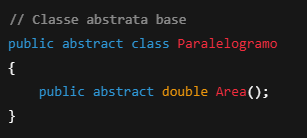 // Classe abstrata base
public abstract class Paralelogramo
{
    public abstract double Area();
}